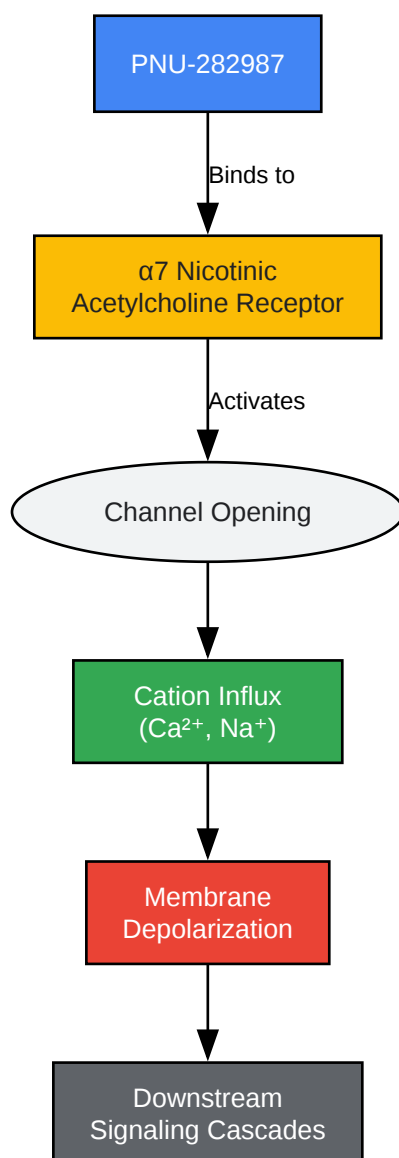 PNU-282987
Binds to
α7 Nicotinic
Acetylcholine Receptor
Activates
Channel Opening
Cation Influx
(Ca²⁺, Na⁺)
Membrane
Depolarization
Downstream
Signaling Cascades